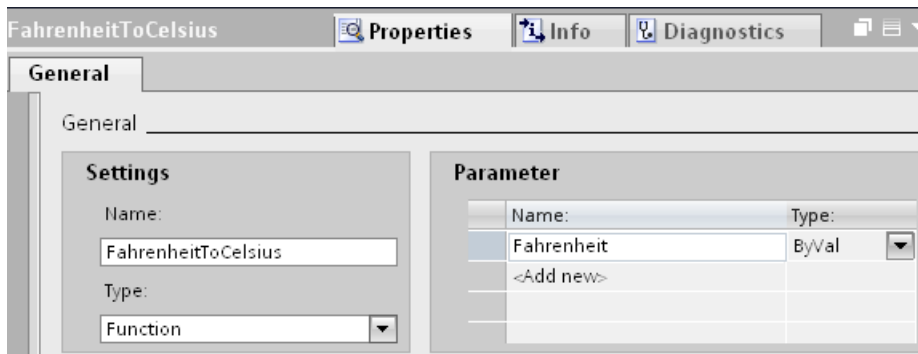 FahrenheitToCelsius Properties Info Diagnostics
General
General
Settings Parameter
Name: Name: Type:
FahrenheitToCelsius Fahrenheit ByVal
Type: <Add new>
Function